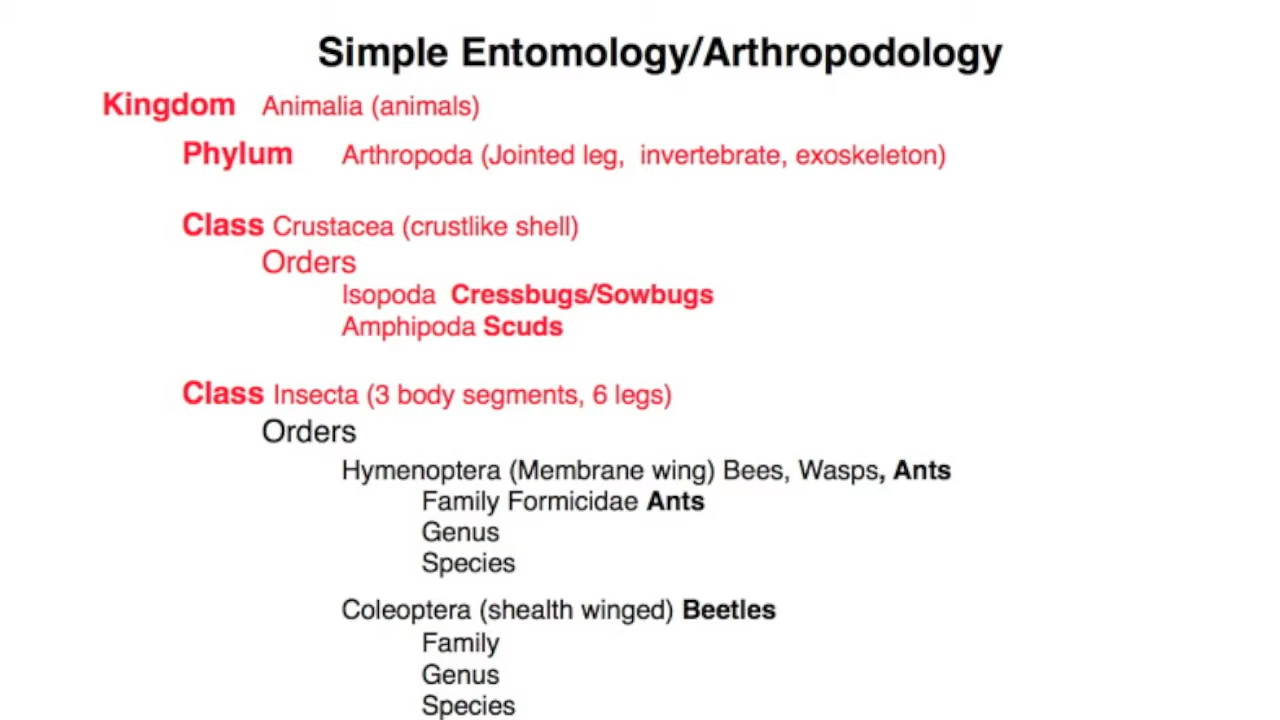 Simple Entomology/Arthropodology
Kingdom Animalia (animals)
Phylum Arthropoda (Jointed leg, invertebrate, exoskeleton)
Class Crustacea (crustlike shell)
Orders
Isopoda Cressbugs/Sowbugs
Amphipoda Scuds
Class Insecta (3 body segments, 6 legs)
Orders
Hymenoptera (Membrane wing) Bees, Wasps, Ants
Family Formicidae Ants
Genus
Species
Coleoptera (shealth winged) Beetles
Family
Genus
Species